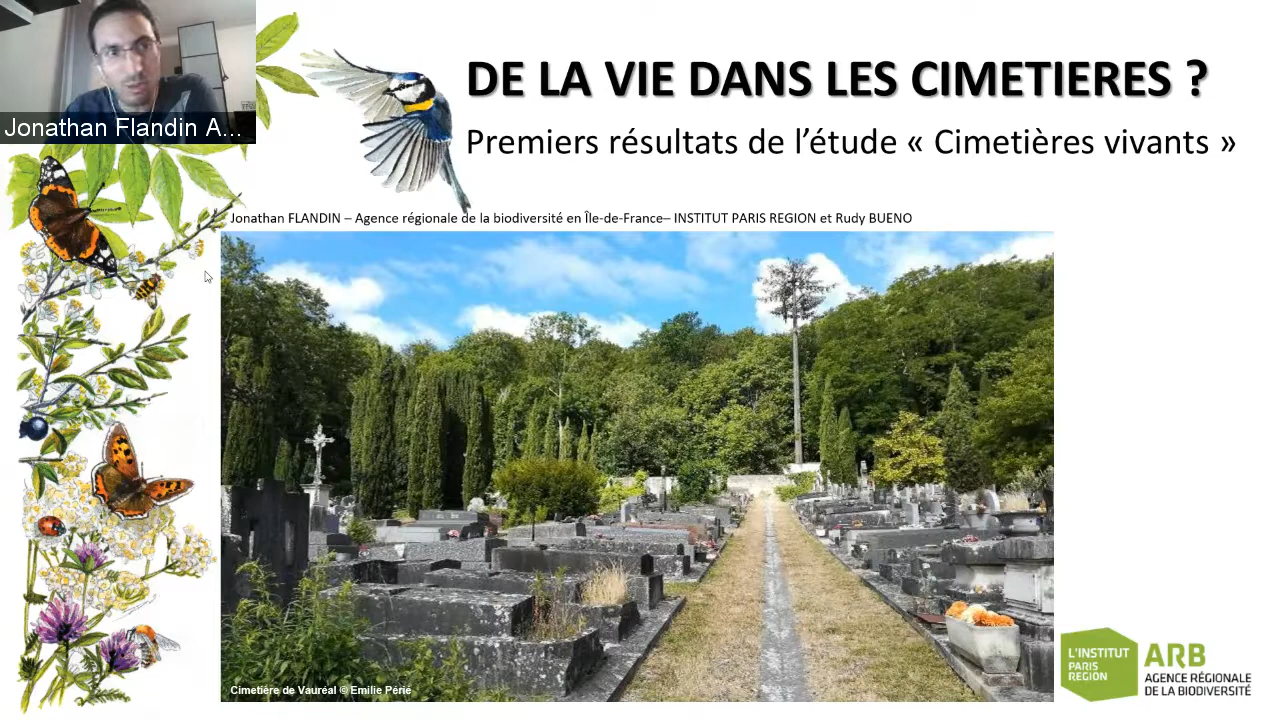 Jonathan Flandin A...
DE LA VIE DANS LES CIMETIERES ?
Premiers résultats de l’étude « Cimetières vivants »
Jonathan FLANDIN – Agence régionale de la biodiversité en Île-de-France– INSTITUT PARIS REGION et Rudy BUENO
Cimetière de Vauréal © Emilie Périé
L'INSTITUT
PARIS
REGION
ARB
AGENCE RÉGIONALE
DE LA BIODIVERSITÉ